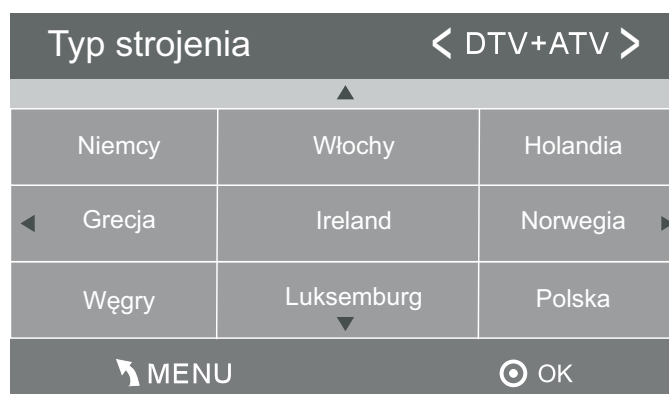 Typ strojenia < DTV+ATV >
Niemcy Włochy Holandia
Grecja Ireland Norwegia
Węgry Luksemburg Polska
MENU OK